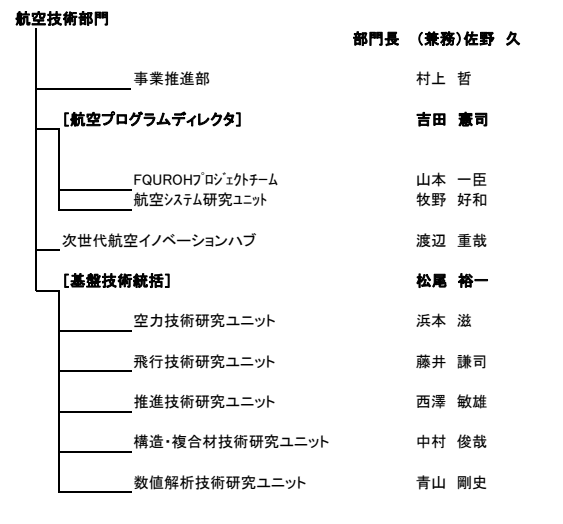 航空技術部門
部門長 (兼務)佐野 久
事業推進部 村上 哲
[航空プログラムディレクタ] 吉田 憲司
FQUROHﾌﾟﾛｼﾞｪｸﾄﾁｰﾑ 山本 一臣
航空ｼｽﾃﾑ研究ﾕﾆｯﾄ 牧野 好和
次世代航空イノベーションハブ 渡辺 重哉
[基盤技術統括] 松尾 裕一
空力技術研究ユニット 浜本 滋
飛行技術研究ユニット 藤井 謙司
推進技術研究ユニット 西澤 敏雄
構造・複合材技術研究ユニット 中村 俊哉
数値解析技術研究ユニット 青山 剛史